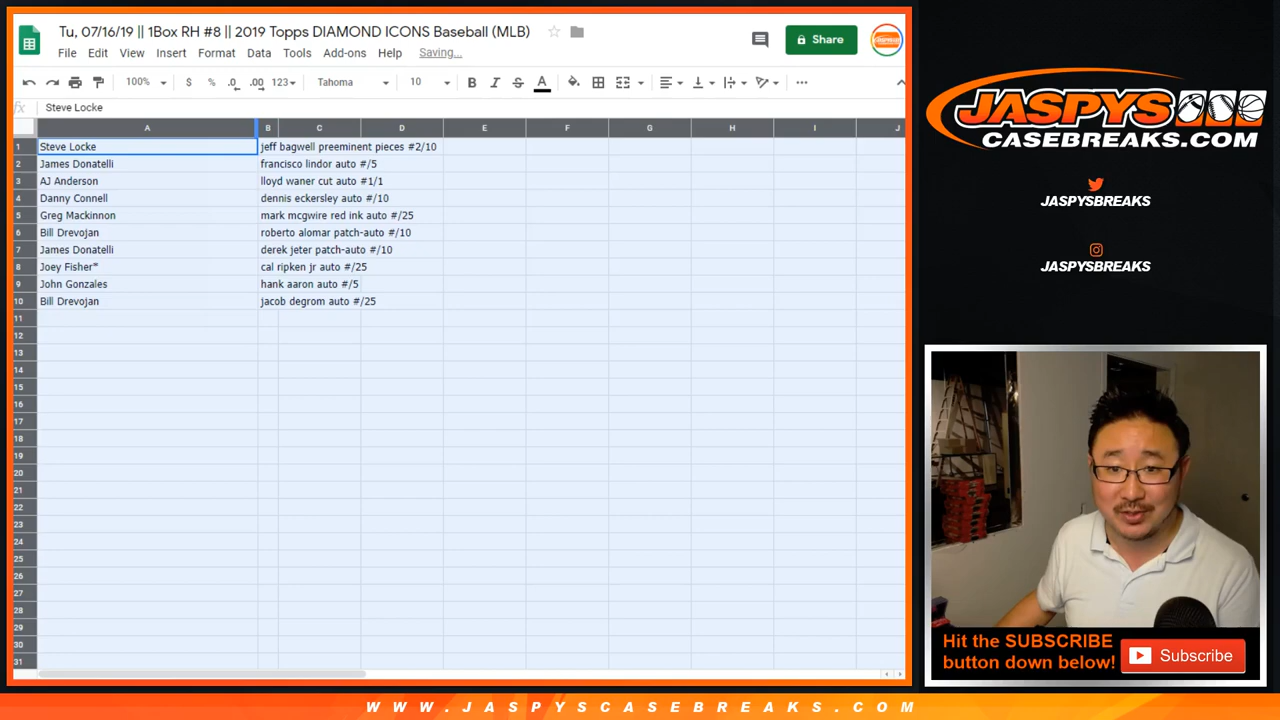 Tu, 07/16/19 || 1Box RH #8 || 2019 Topps DIAMOND ICONS Baseball (MLB)
File Edit View Insert Format Data Tools Add-ons Help Saving...
Share
100% $ % .0 .00 123 Tahoma 10 B I S A
fx Steve Locke
A B C D E F G H I J
1 Steve Locke jeff bagwell preeminent pieces #2/10
2 James Donatelli francisco lindor auto #/5
3 AJ Anderson lloyd waner cut auto #1/1
4 Danny Connell dennis eckersley auto #/10
5 Greg Mackinnon mark mcgwire red ink auto #/25
6 Bill Drevojan roberto alomar patch-auto #/10
7 James Donatelli derek jeter patch-auto #/10
8 Joey Fisher* cal ripken jr auto #/25
9 John Gonzales hank aaron auto #/5
10 Bill Drevojan jacob degrom auto #/25
11
12
13
14
15
16
17
18
19
20
21
22
23
24
25
26
27
28
29
30
31
JASPYS
CASEBREAKS.COM
JASPYSBREAKS
JASPYSBREAKS
Hit the SUBSCRIBE
button down below!
Subscribe
WWW.JASPYSCASEBREAKS.COM